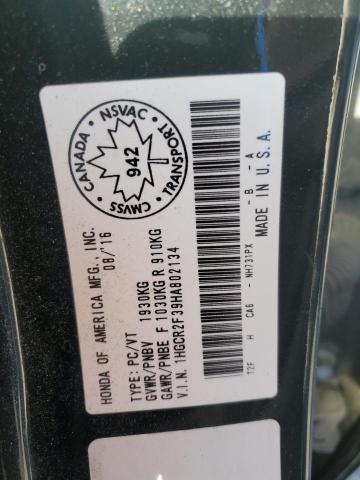 CANADA NSVAC
942
CMVSS TRANSPORT
HONDA OF AMERICA MFG., INC.
08/'16
TYPE: PC/VT
GVWR/PNBV 1930KG
GAWR/PNBE F 1030KG R 910KG
V.I.N. 1HGCR2F39HA802134
T2F H CA6 - NH731PX - B - A
MADE IN U.S.A.